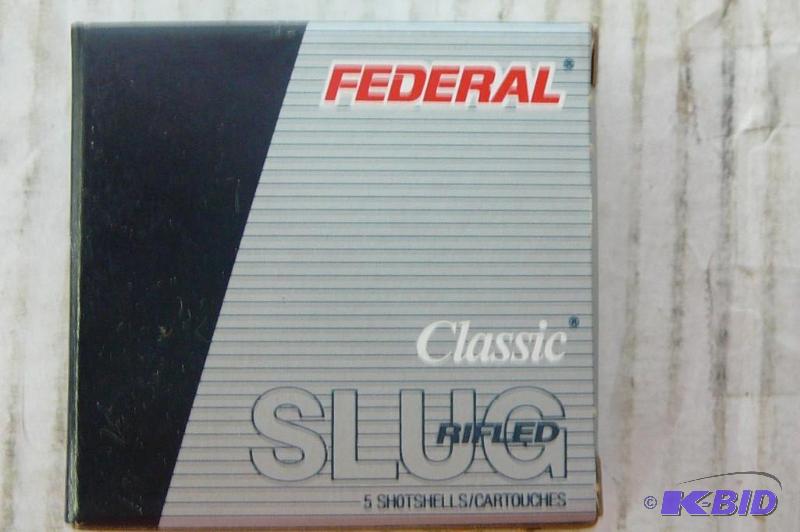 FEDERAL®
Classic®
SLUG
RIFLED
5 SHOTSHELLS/CARTOUCHES
© K-BID